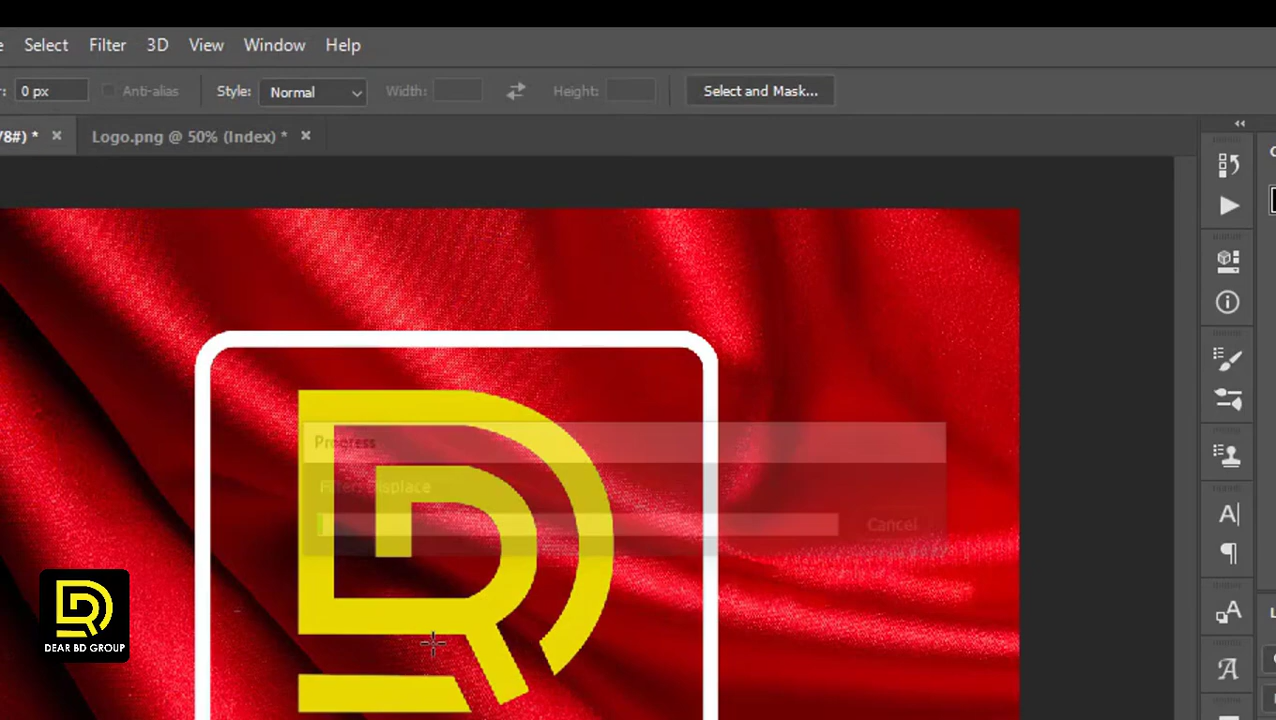 Select Filter 3D View Window Help
0 px Anti-alias Style: Normal Width: Height: Select and Mask...
/8#) * × Logo.png @ 50% (Index) * ×
Progress
Filter: Displace
Cancel
DEAR BD GROUP